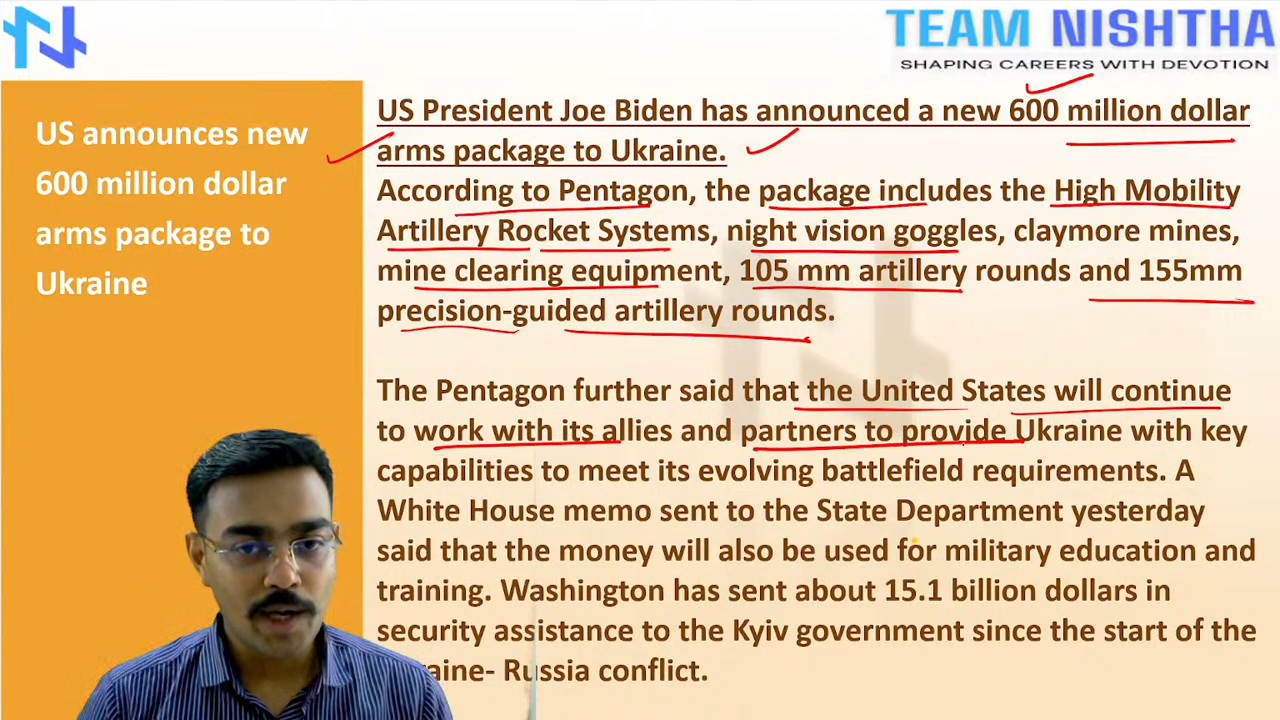 TEAM NISHTHA
SHAPING CAREERS WITH DEVOTION
US announces new
600 million dollar
arms package to
Ukraine
US President Joe Biden has announced a new 600 million dollar
arms package to Ukraine.
According to Pentagon, the package includes the High Mobility
Artillery Rocket Systems, night vision goggles, claymore mines,
mine clearing equipment, 105 mm artillery rounds and 155mm
precision-guided artillery rounds.
The Pentagon further said that the United States will continue
to work with its allies and partners to provide Ukraine with key
capabilities to meet its evolving battlefield requirements. A
White House memo sent to the State Department yesterday
said that the money will also be used for military education and
training. Washington has sent about 15.1 billion dollars in
security assistance to the Kyiv government since the start of the
raine- Russia conflict.